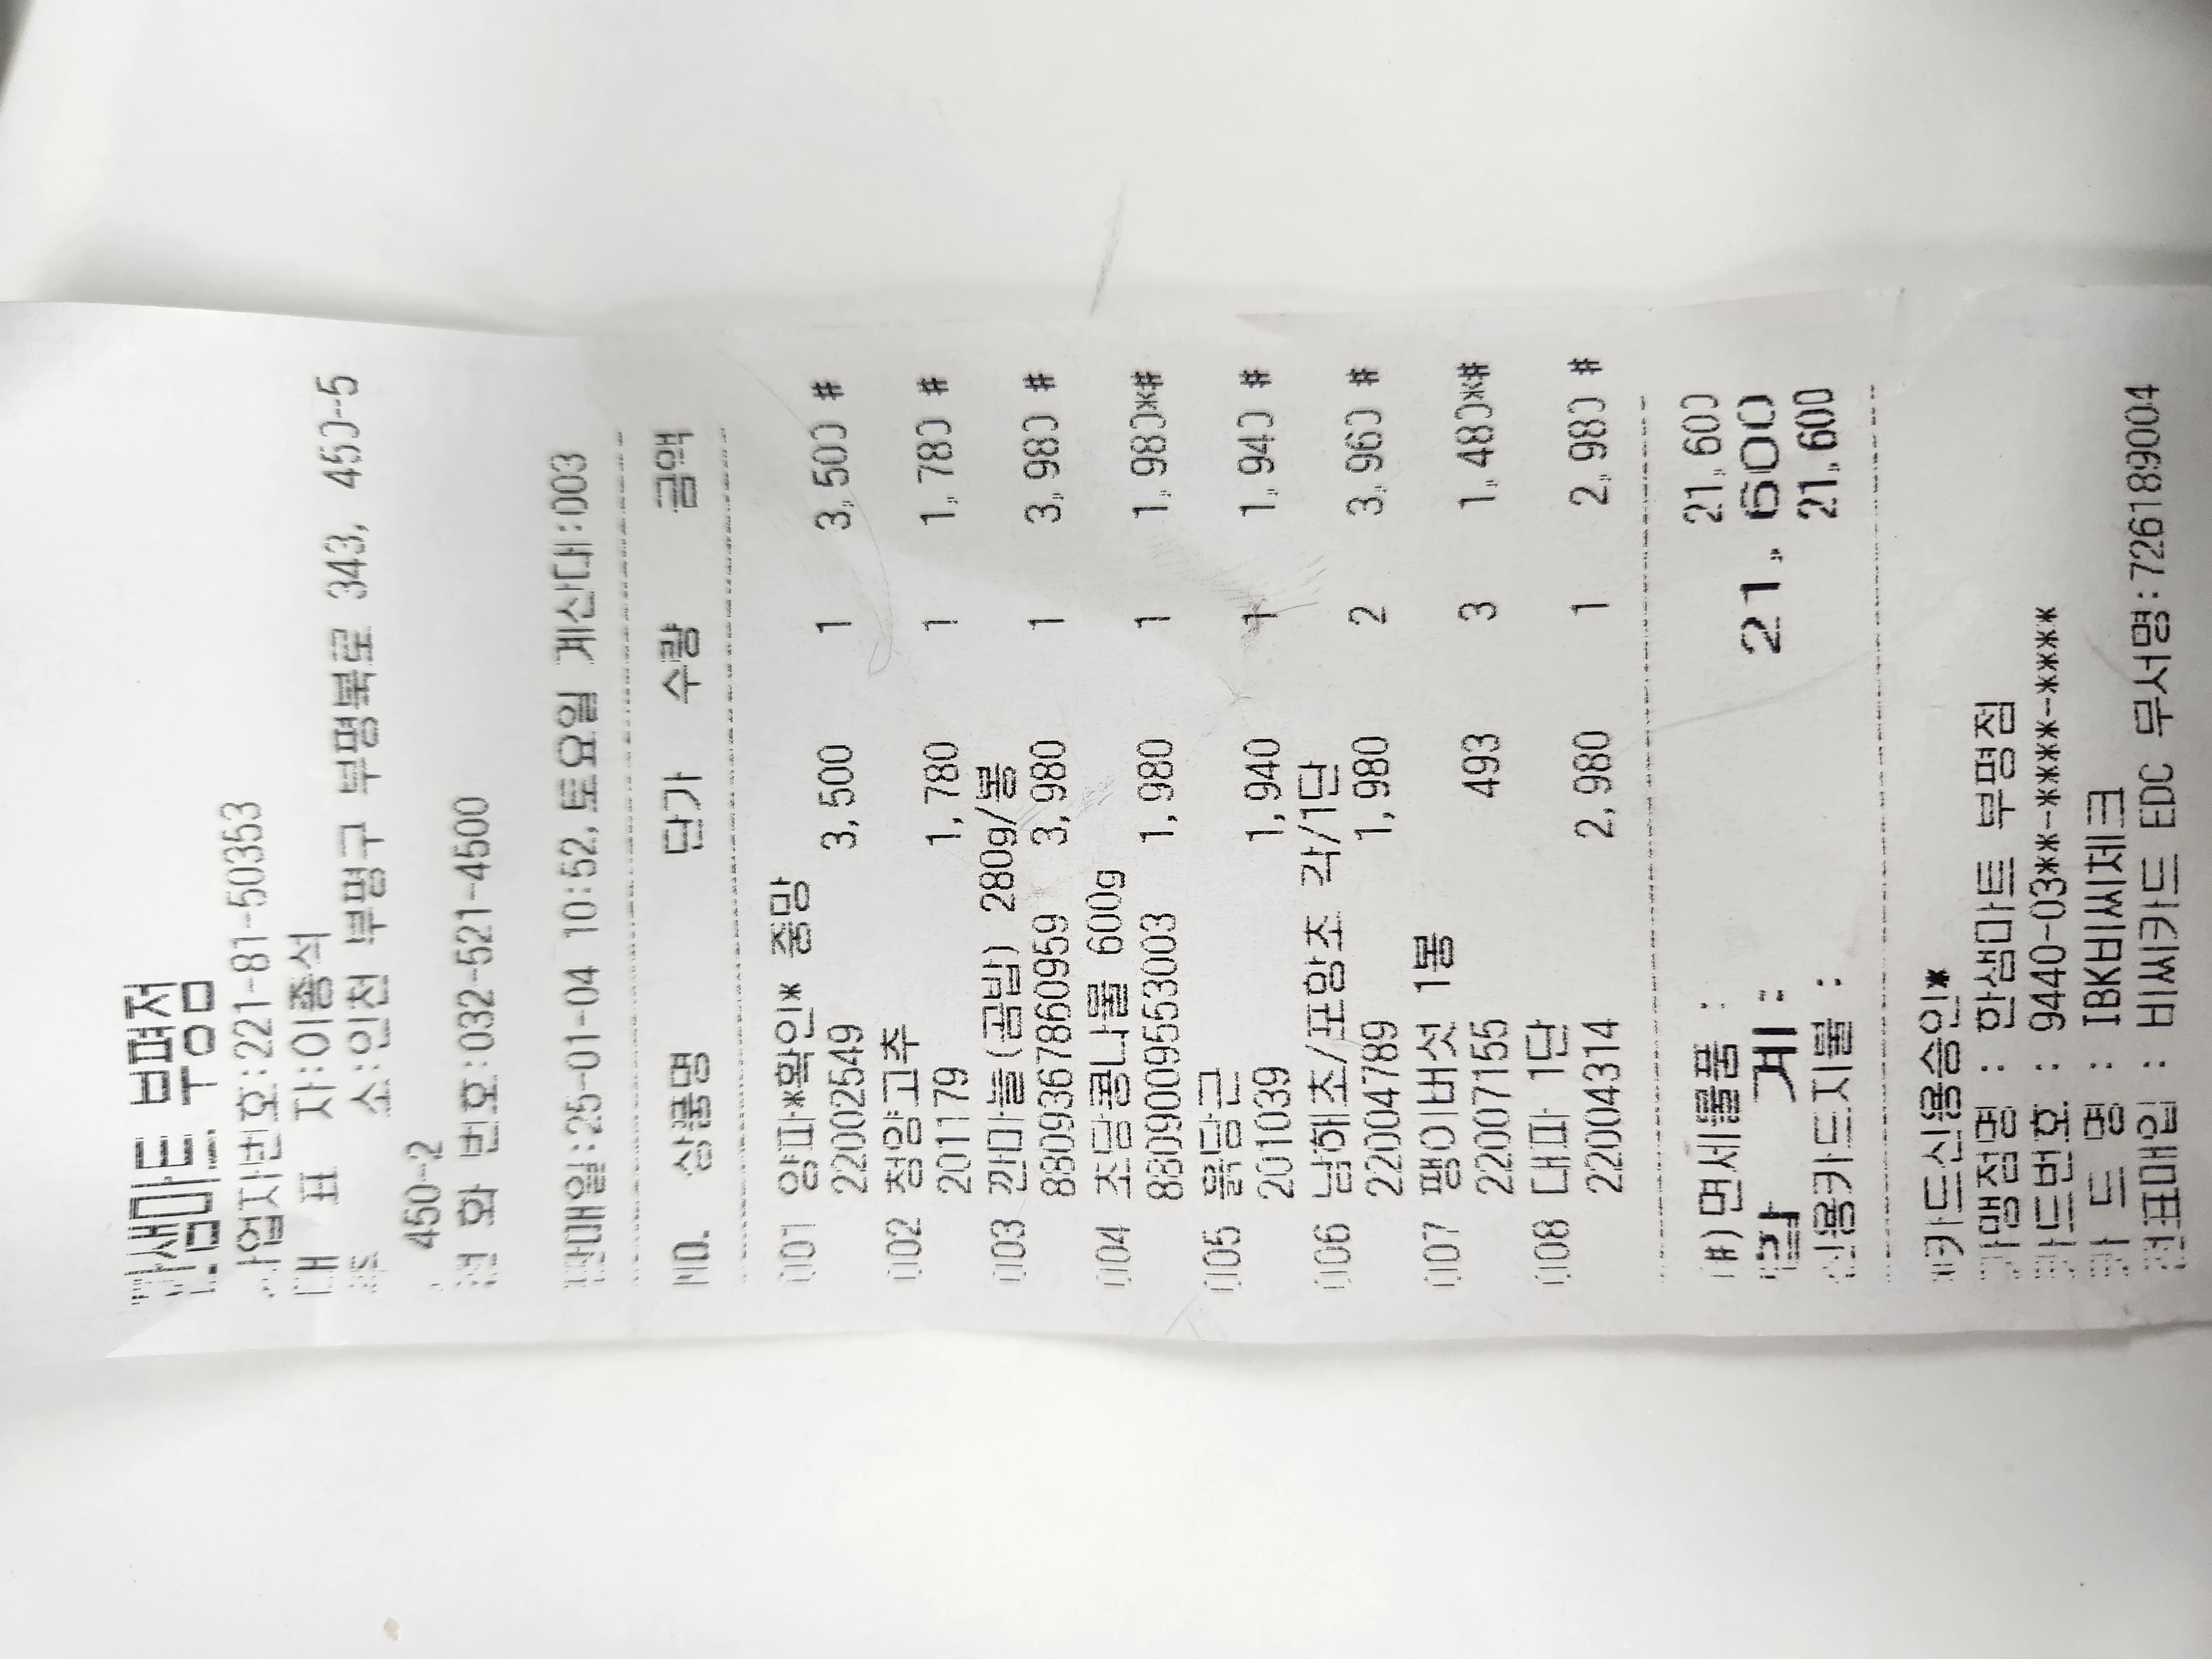 한샘마트 부평점
사업자번호:221-81-50353
대 표 자:이종석
주 소:인천 부평구 부평북로 343, 450-5
, 450-2
전 화 번호:032-521-4500
판매일:25-01-04 10:52,토요일 계산대:003
NO. 상품명 단가 수량 금액
001 양파*확인* 중망
22002549 3,500 1 3,500 #
002 청양고추
201179 1,780 1 1,780 #
003 깐마늘(곰밥) 280g/봉
8809367860959 3,980 1 3,980 #
004 초담콩나물 600g
8809009553003 1,980 1 1,980*#
005 흙당근
201039 1,940 1 1,940 #
006 남해초/포항초 각/1단
22004789 1,980 2 3,960 #
007 팽이버섯 1봉
22007155 493 3 1,480*#
008 대파 1단
22004314 2,980 1 2,980 #
(#)면세물품 : 21,600
합 계: 21,600
신용카드지불 : 21,600
*카드신용승인*
가맹점명 : 한샘마트 부평점
카드번호 : 9440-03**-****-****
카 드 명 : IBK비씨체크
전표매입 : 비씨카드 EDC 무서명:726189004